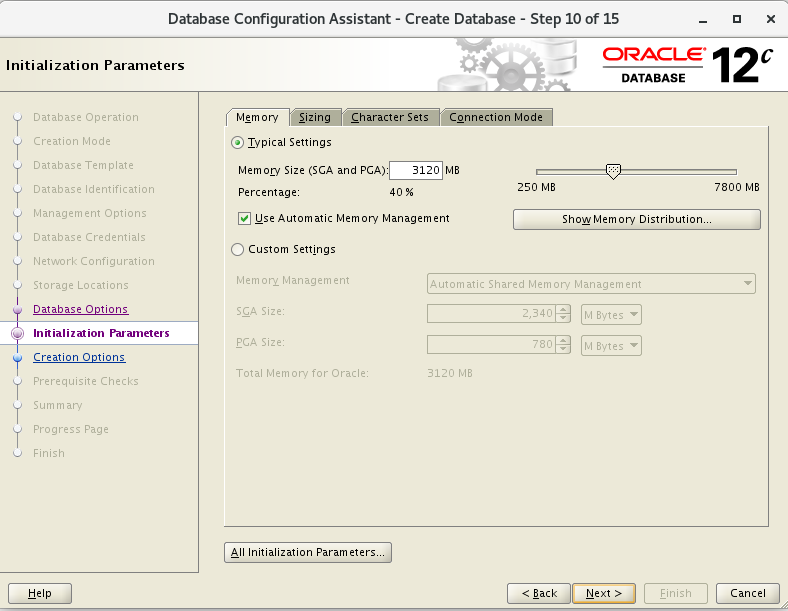 Database Configuration Assistant - Create Database - Step 10 of 15
Initialization Parameters
ORACLE
DATABASE
12c
Database Operation
Creation Mode
Database Template
Database Identification
Management Options
Database Credentials
Network Configuration
Storage Locations
Database Options
Initialization Parameters
Creation Options
Prerequisite Checks
Summary
Progress Page
Finish
Memory Sizing Character Sets Connection Mode
Typical Settings
Memory Size (SGA and PGA): 3120 MB
250 MB 7800 MB
Percentage: 40 %
Use Automatic Memory Management Show Memory Distribution...
Custom Settings
Memory Management Automatic Shared Memory Management
SGA Size: 2,340 M Bytes
PGA Size: 780 M Bytes
Total Memory for Oracle: 3120 MB
All Initialization Parameters...
Help < Back Next > Finish Cancel